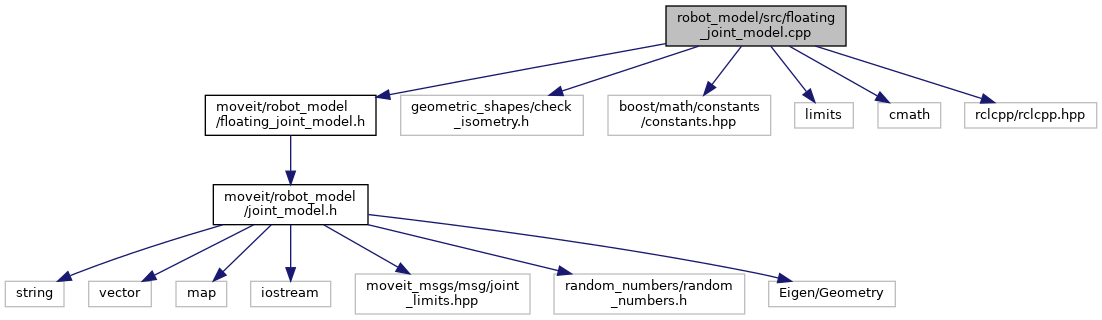 robot_model/src/floating
_joint_model.cpp
moveit/robot_model
/floating_joint_model.h
geometric_shapes/check
_isometry.h
boost/math/constants
/constants.hpp
limits
cmath
rclcpp/rclcpp.hpp
moveit/robot_model
/joint_model.h
string
vector
map
iostream
moveit_msgs/msg/joint
_limits.hpp
random_numbers/random
_numbers.h
Eigen/Geometry